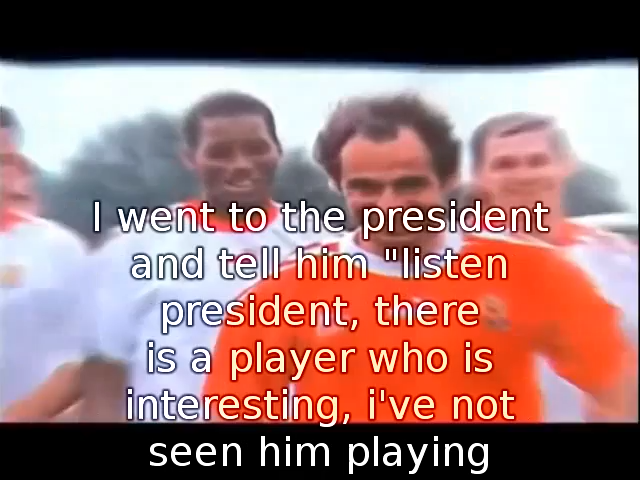 I went to the president
and tell him "listen
president, there
is a player who is
interesting, i've not
seen him playing